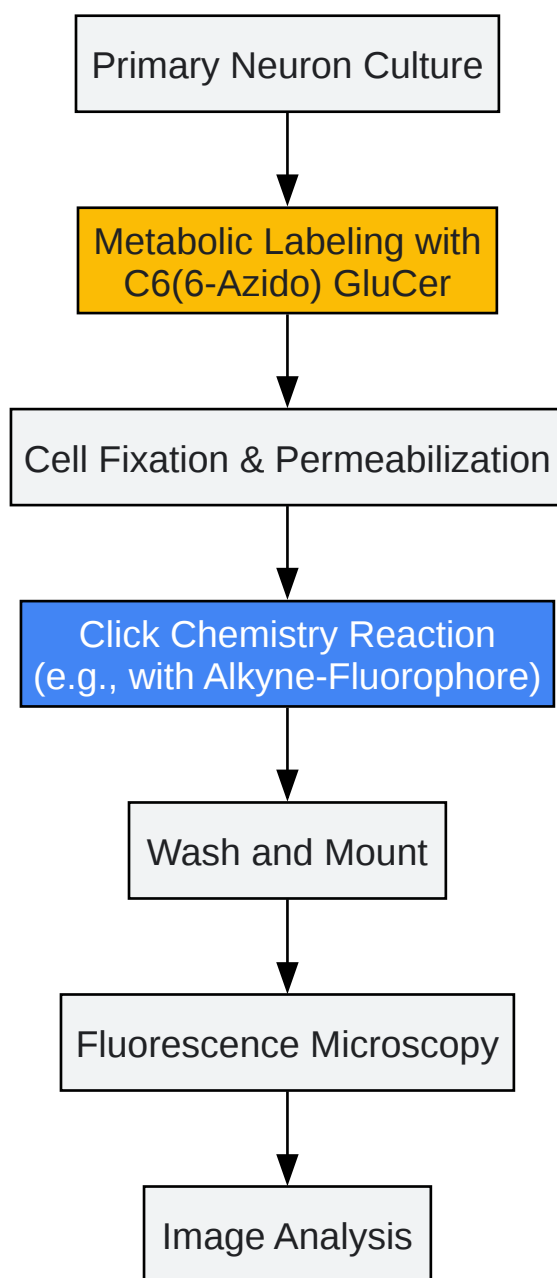 Primary Neuron Culture
Metabolic Labeling with
C6(6-Azido) GluCer
Cell Fixation & Permeabilization
Click Chemistry Reaction
(e.g., with Alkyne-Fluorophore)
Wash and Mount
Fluorescence Microscopy
Image Analysis